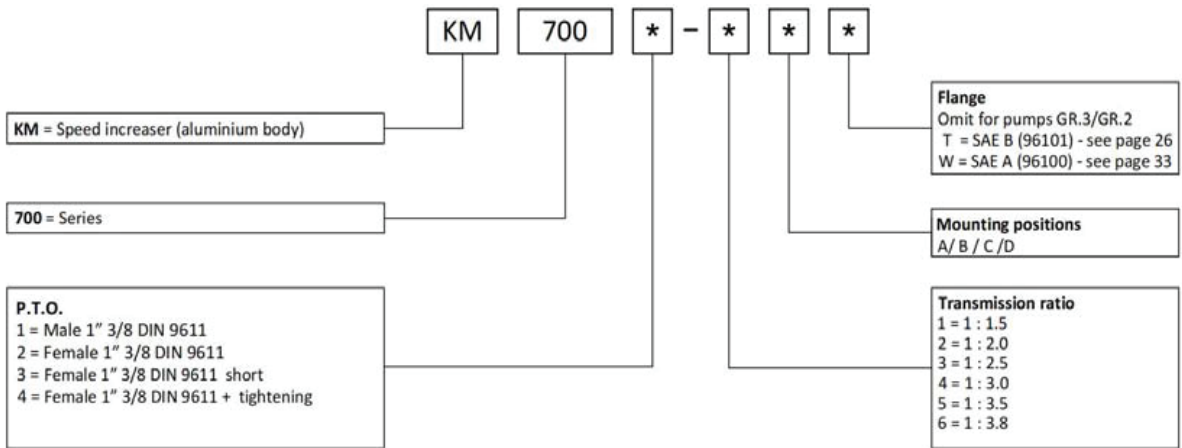 KM 700 * – * * *
KM = Speed increaser (aluminium body)
700 = Series
P.T.O.
1 = Male 1" 3/8 DIN 9611
2 = Female 1" 3/8 DIN 9611
3 = Female 1" 3/8 DIN 9611 short
4 = Female 1" 3/8 DIN 9611 + tightening
Flange
Omit for pumps GR.3/GR.2
T = SAE B (96101) - see page 26
W = SAE A (96100) - see page 33
Mounting positions
A/ B / C /D
Transmission ratio
1 = 1 : 1.5
2 = 1 : 2.0
3 = 1 : 2.5
4 = 1 : 3.0
5 = 1 : 3.5
6 = 1 : 3.8